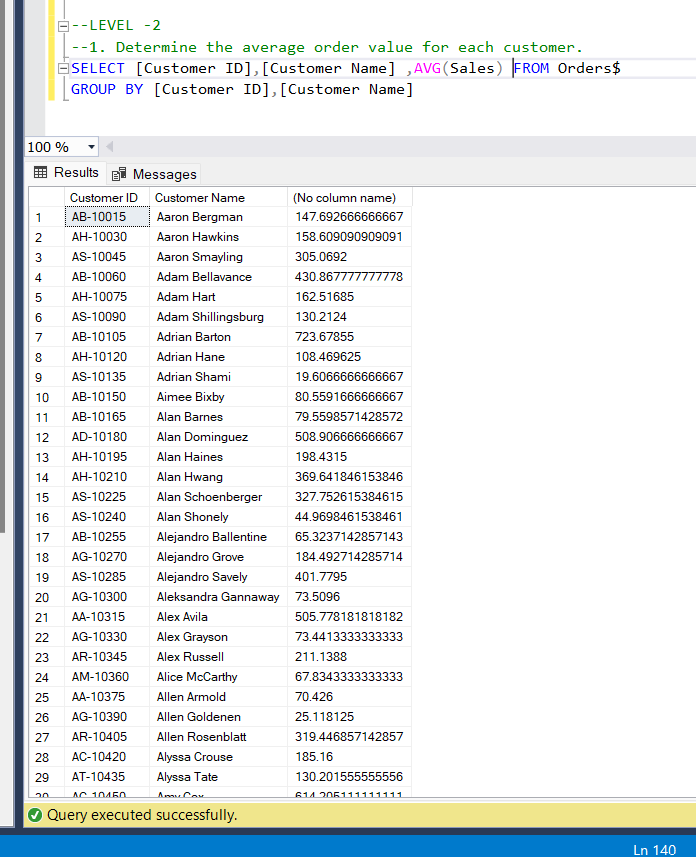 --LEVEL -2
--1. Determine the average order value for each customer.
SELECT [Customer ID],[Customer Name] ,AVG(Sales) FROM Orders$
GROUP BY [Customer ID],[Customer Name]
100 %
Results Messages
Customer ID Customer Name (No column name)
1 AB-10015 Aaron Bergman 147.692666666667
2 AH-10030 Aaron Hawkins 158.609090909091
3 AS-10045 Aaron Smayling 305.0692
4 AB-10060 Adam Bellavance 430.867777777778
5 AH-10075 Adam Hart 162.51685
6 AS-10090 Adam Shillingsburg 130.2124
7 AB-10105 Adrian Barton 723.67855
8 AH-10120 Adrian Hane 108.469625
9 AS-10135 Adrian Shami 19.6066666666667
10 AB-10150 Aimee Bixby 80.5591666666667
11 AB-10165 Alan Barnes 79.5598571428572
12 AD-10180 Alan Dominguez 508.906666666667
13 AH-10195 Alan Haines 198.4315
14 AH-10210 Alan Hwang 369.641846153846
15 AS-10225 Alan Schoenberger 327.752615384615
16 AS-10240 Alan Shonely 44.9698461538461
17 AB-10255 Alejandro Ballentine 65.3237142857143
18 AG-10270 Alejandro Grove 184.492714285714
19 AS-10285 Alejandro Savely 401.7795
20 AG-10300 Aleksandra Gannaway 73.5096
21 AA-10315 Alex Avila 505.778181818182
22 AG-10330 Alex Grayson 73.4413333333333
23 AR-10345 Alex Russell 211.1388
24 AM-10360 Alice McCarthy 67.8343333333333
25 AA-10375 Allen Armold 70.426
26 AG-10390 Allen Goldenen 25.118125
27 AR-10405 Allen Rosenblatt 319.446857142857
28 AC-10420 Alyssa Crouse 185.16
29 AT-10435 Alyssa Tate 130.201555555556
30 AC-10450 Amy Cox 614.205111111111
Query executed successfully.
Ln 140